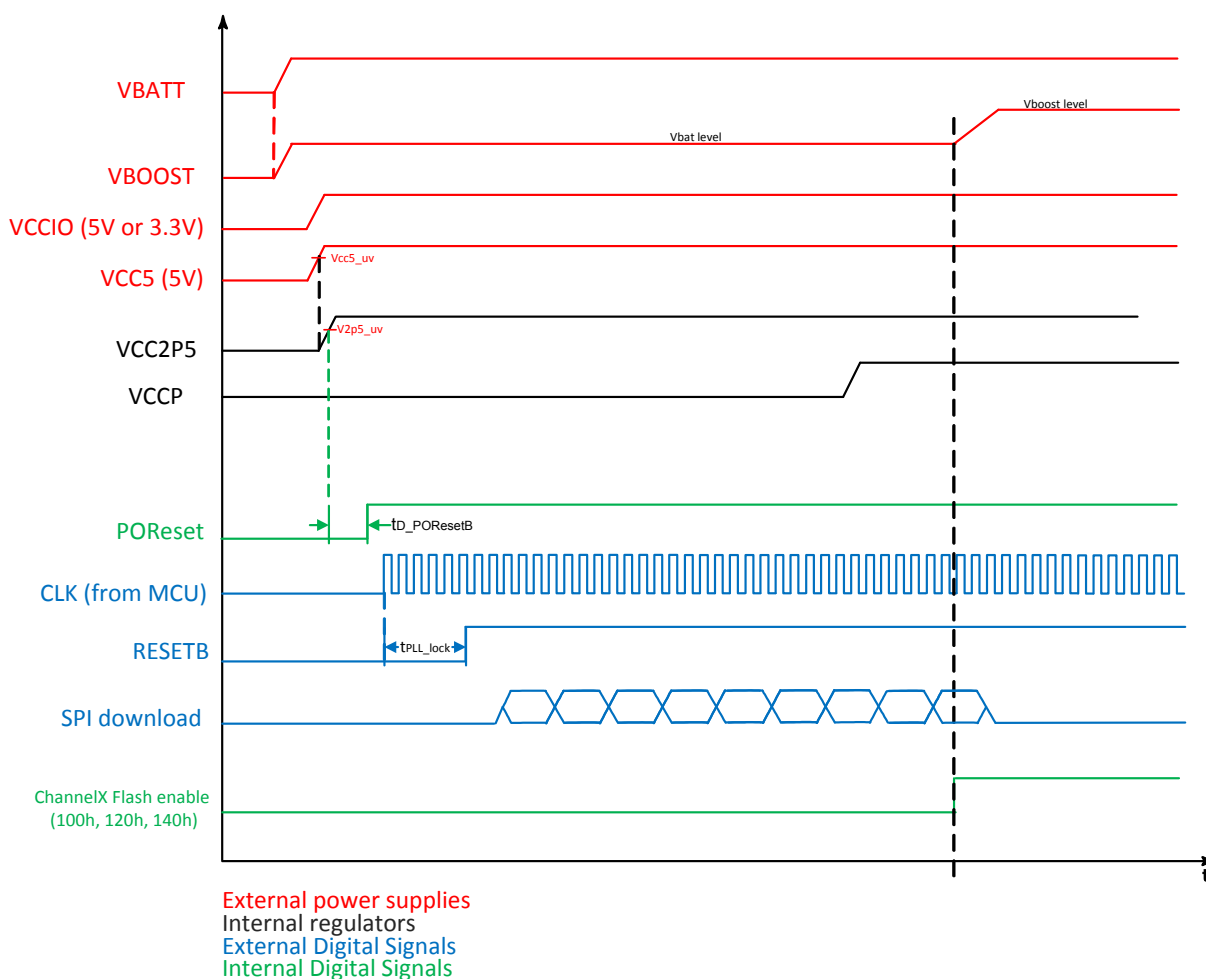 VBATT
Vboost level
Vbat level
VBOOST
VCCIO (5V or 3.3V)
Vcc5_uv
VCC5 (5V)
V2p5_uv
VCC2P5
VCCP
POReset
tD_POResetB
CLK (from MCU)
RESETB
tPLL_lock
SPI download
ChannelX Flash enable
(100h, 120h, 140h)
t
External power supplies
Internal regulators
External Digital Signals
Internal Digital Signals